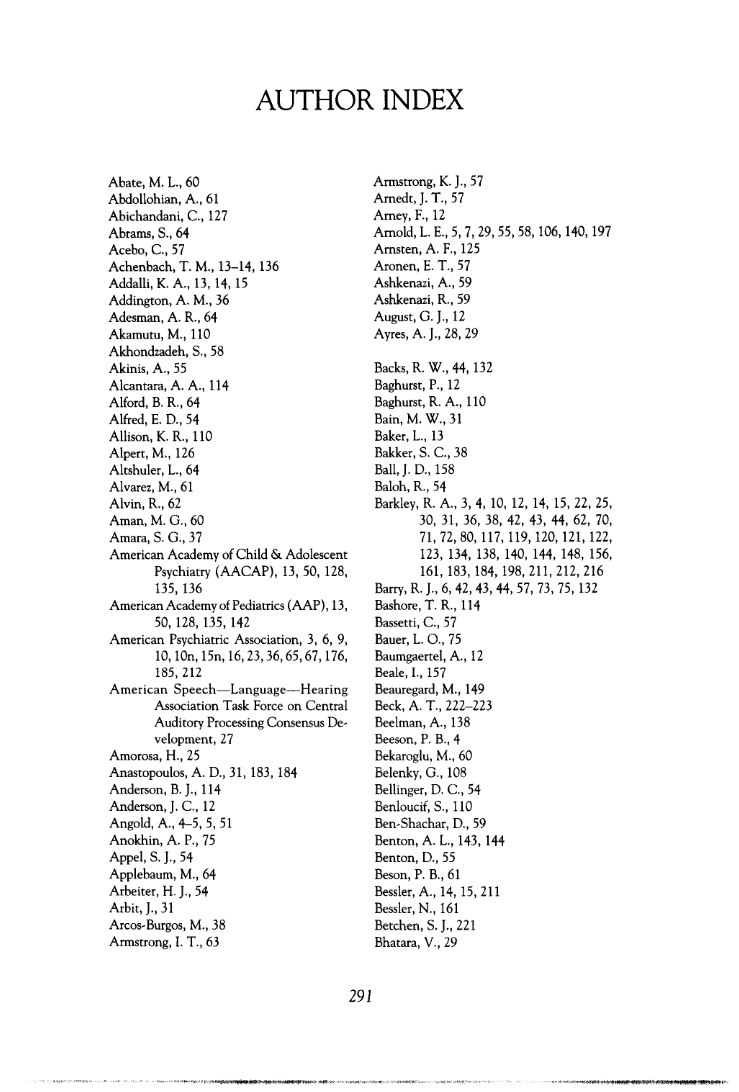 AUTHOR INDEX
Abate, M. L., 60
Abdollohian, A., 61
Abichandani, C., 127
Abrams, S., 64
Acebo, C., 57
Achenbach, T. M., 13–14, 136
Addalli, K. A., 13, 14, 15
Addington, A. M., 36
Adesman, A. R., 64
Akamutu, M., 110
Akhondzadeh, S., 58
Akinis, A., 55
Alcantara, A. A., 114
Alford, B. R., 64
Alfred, E. D., 54
Allison, K. R., 110
Alpert, M., 126
Altshuler, L., 64
Alvarez, M., 61
Alvin, R., 62
Aman, M. G., 60
Amara, S. G., 37
American Academy of Child & Adolescent
Psychiatry (AACAP), 13, 50, 128,
135, 136
American Academy of Pediatrics (AAP), 13,
50, 128, 135, 142
American Psychiatric Association, 3, 6, 9,
10, 10n, 15n, 16, 23, 36, 65, 67, 176,
185, 212
American Speech—Language—Hearing
Association Task Force on Central
Auditory Processing Consensus De-
velopment, 27
Amorosa, H., 25
Anastopoulos, A. D., 31, 183, 184
Anderson, B. J., 114
Anderson, J. C., 12
Angold, A., 4–5, 5, 51
Anokhin, A. P., 75
Appel, S. J., 54
Applebaum, M., 64
Arbeiter, H. J., 54
Arbit, J., 31
Arcos-Burgos, M., 38
Armstrong, I. T., 63
Armstrong, K. J., 57
Arnedt, J. T., 57
Arney, F., 12
Arnold, L. E., 5, 7, 29, 55, 58, 106, 140, 197
Arnsten, A. F., 125
Aronen, E. T., 57
Ashkenazi, A., 59
Ashkenazi, R., 59
August, G. J., 12
Ayres, A. J., 28, 29
Backs, R. W., 44, 132
Baghurst, P., 12
Baghurst, R. A., 110
Bain, M. W., 31
Baker, L., 13
Bakker, S. C., 38
Ball, J. D., 158
Baloh, R., 54
Barkley, R. A., 3, 4, 10, 12, 14, 15, 22, 25,
30, 31, 36, 38, 42, 43, 44, 62, 70,
71, 72, 80, 117, 119, 120, 121, 122,
123, 134, 138, 140, 144, 148, 156,
161, 183, 184, 198, 211, 212, 216
Barry, R. J., 6, 42, 43, 44, 57, 73, 75, 132
Bashore, T. R., 114
Bassetti, C., 57
Bauer, L. O., 75
Baumgaertel, A., 12
Beale, I., 157
Beauregard, M., 149
Beck, A. T., 222–223
Beelman, A., 138
Beeson, P. B., 4
Bekaroglu, M., 60
Belenky, G., 108
Bellinger, D. C., 54
Benloucif, S., 110
Ben-Shachar, D., 59
Benton, A. L., 143, 144
Benton, D., 55
Beson, P. B., 61
Bessler, A., 14, 15, 211
Bessler, N., 161
Betchen, S. J., 221
Bhatara, V., 29
291